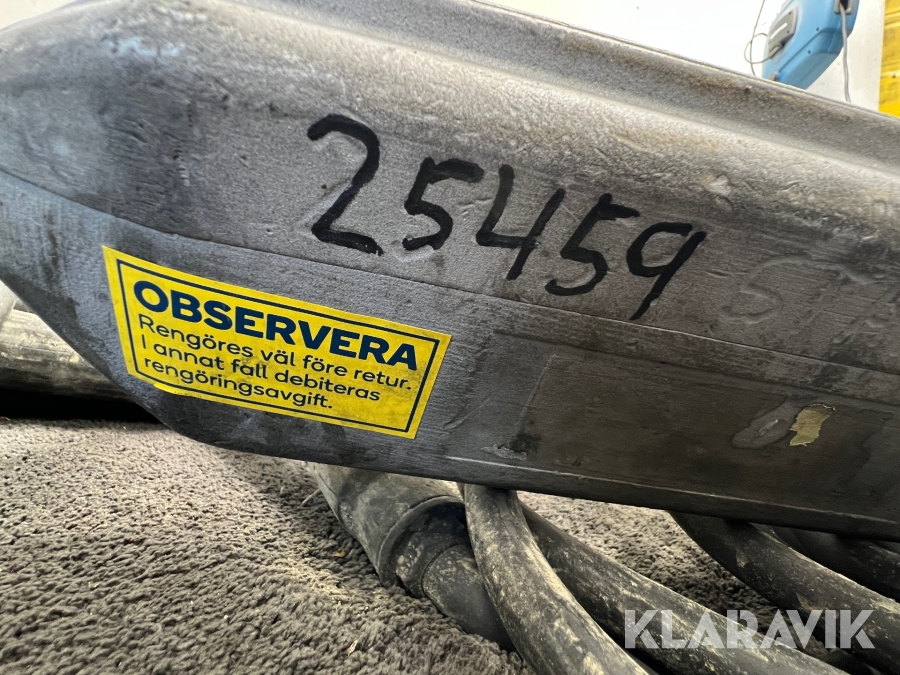 25459
OBSERVERA
Rengöres väl före retur.
I annat fall debiteras
rengöringsavgift.
KLARAVIK